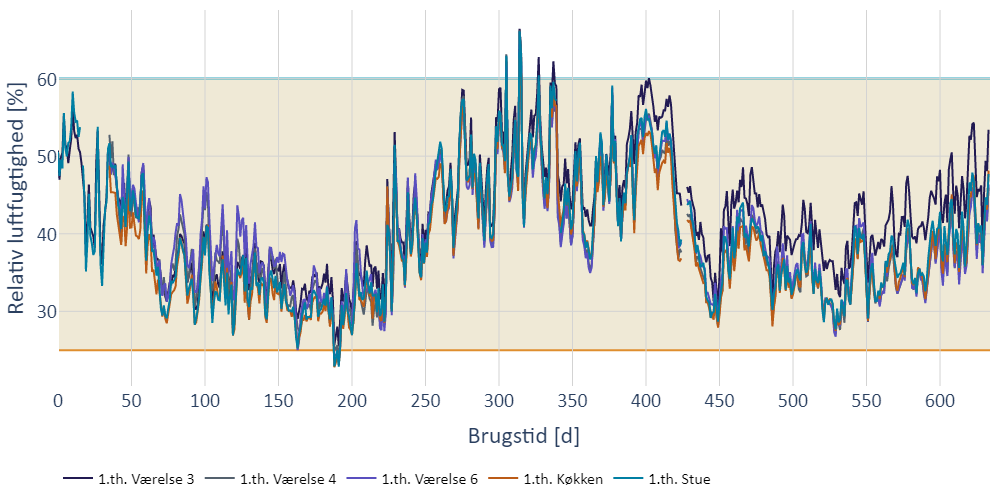 Relativ luftfugtighed [%]
60
50
40
30
0 50 100 150 200 250 300 350 400 450 500 550 600
Brugstid [d]
1.th. Værelse 3 1.th. Værelse 4 1.th. Værelse 6 1.th. Køkken 1.th. Stue